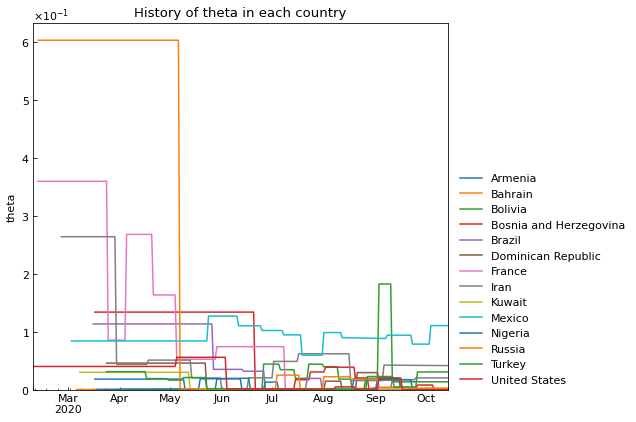 History of theta in each country
×10⁻¹
6
5
4
3
2
1
0
theta
Mar Apr May Jun Jul Aug Sep Oct
2020
Armenia
Bahrain
Bolivia
Bosnia and Herzegovina
Brazil
Dominican Republic
France
Iran
Kuwait
Mexico
Nigeria
Russia
Turkey
United States